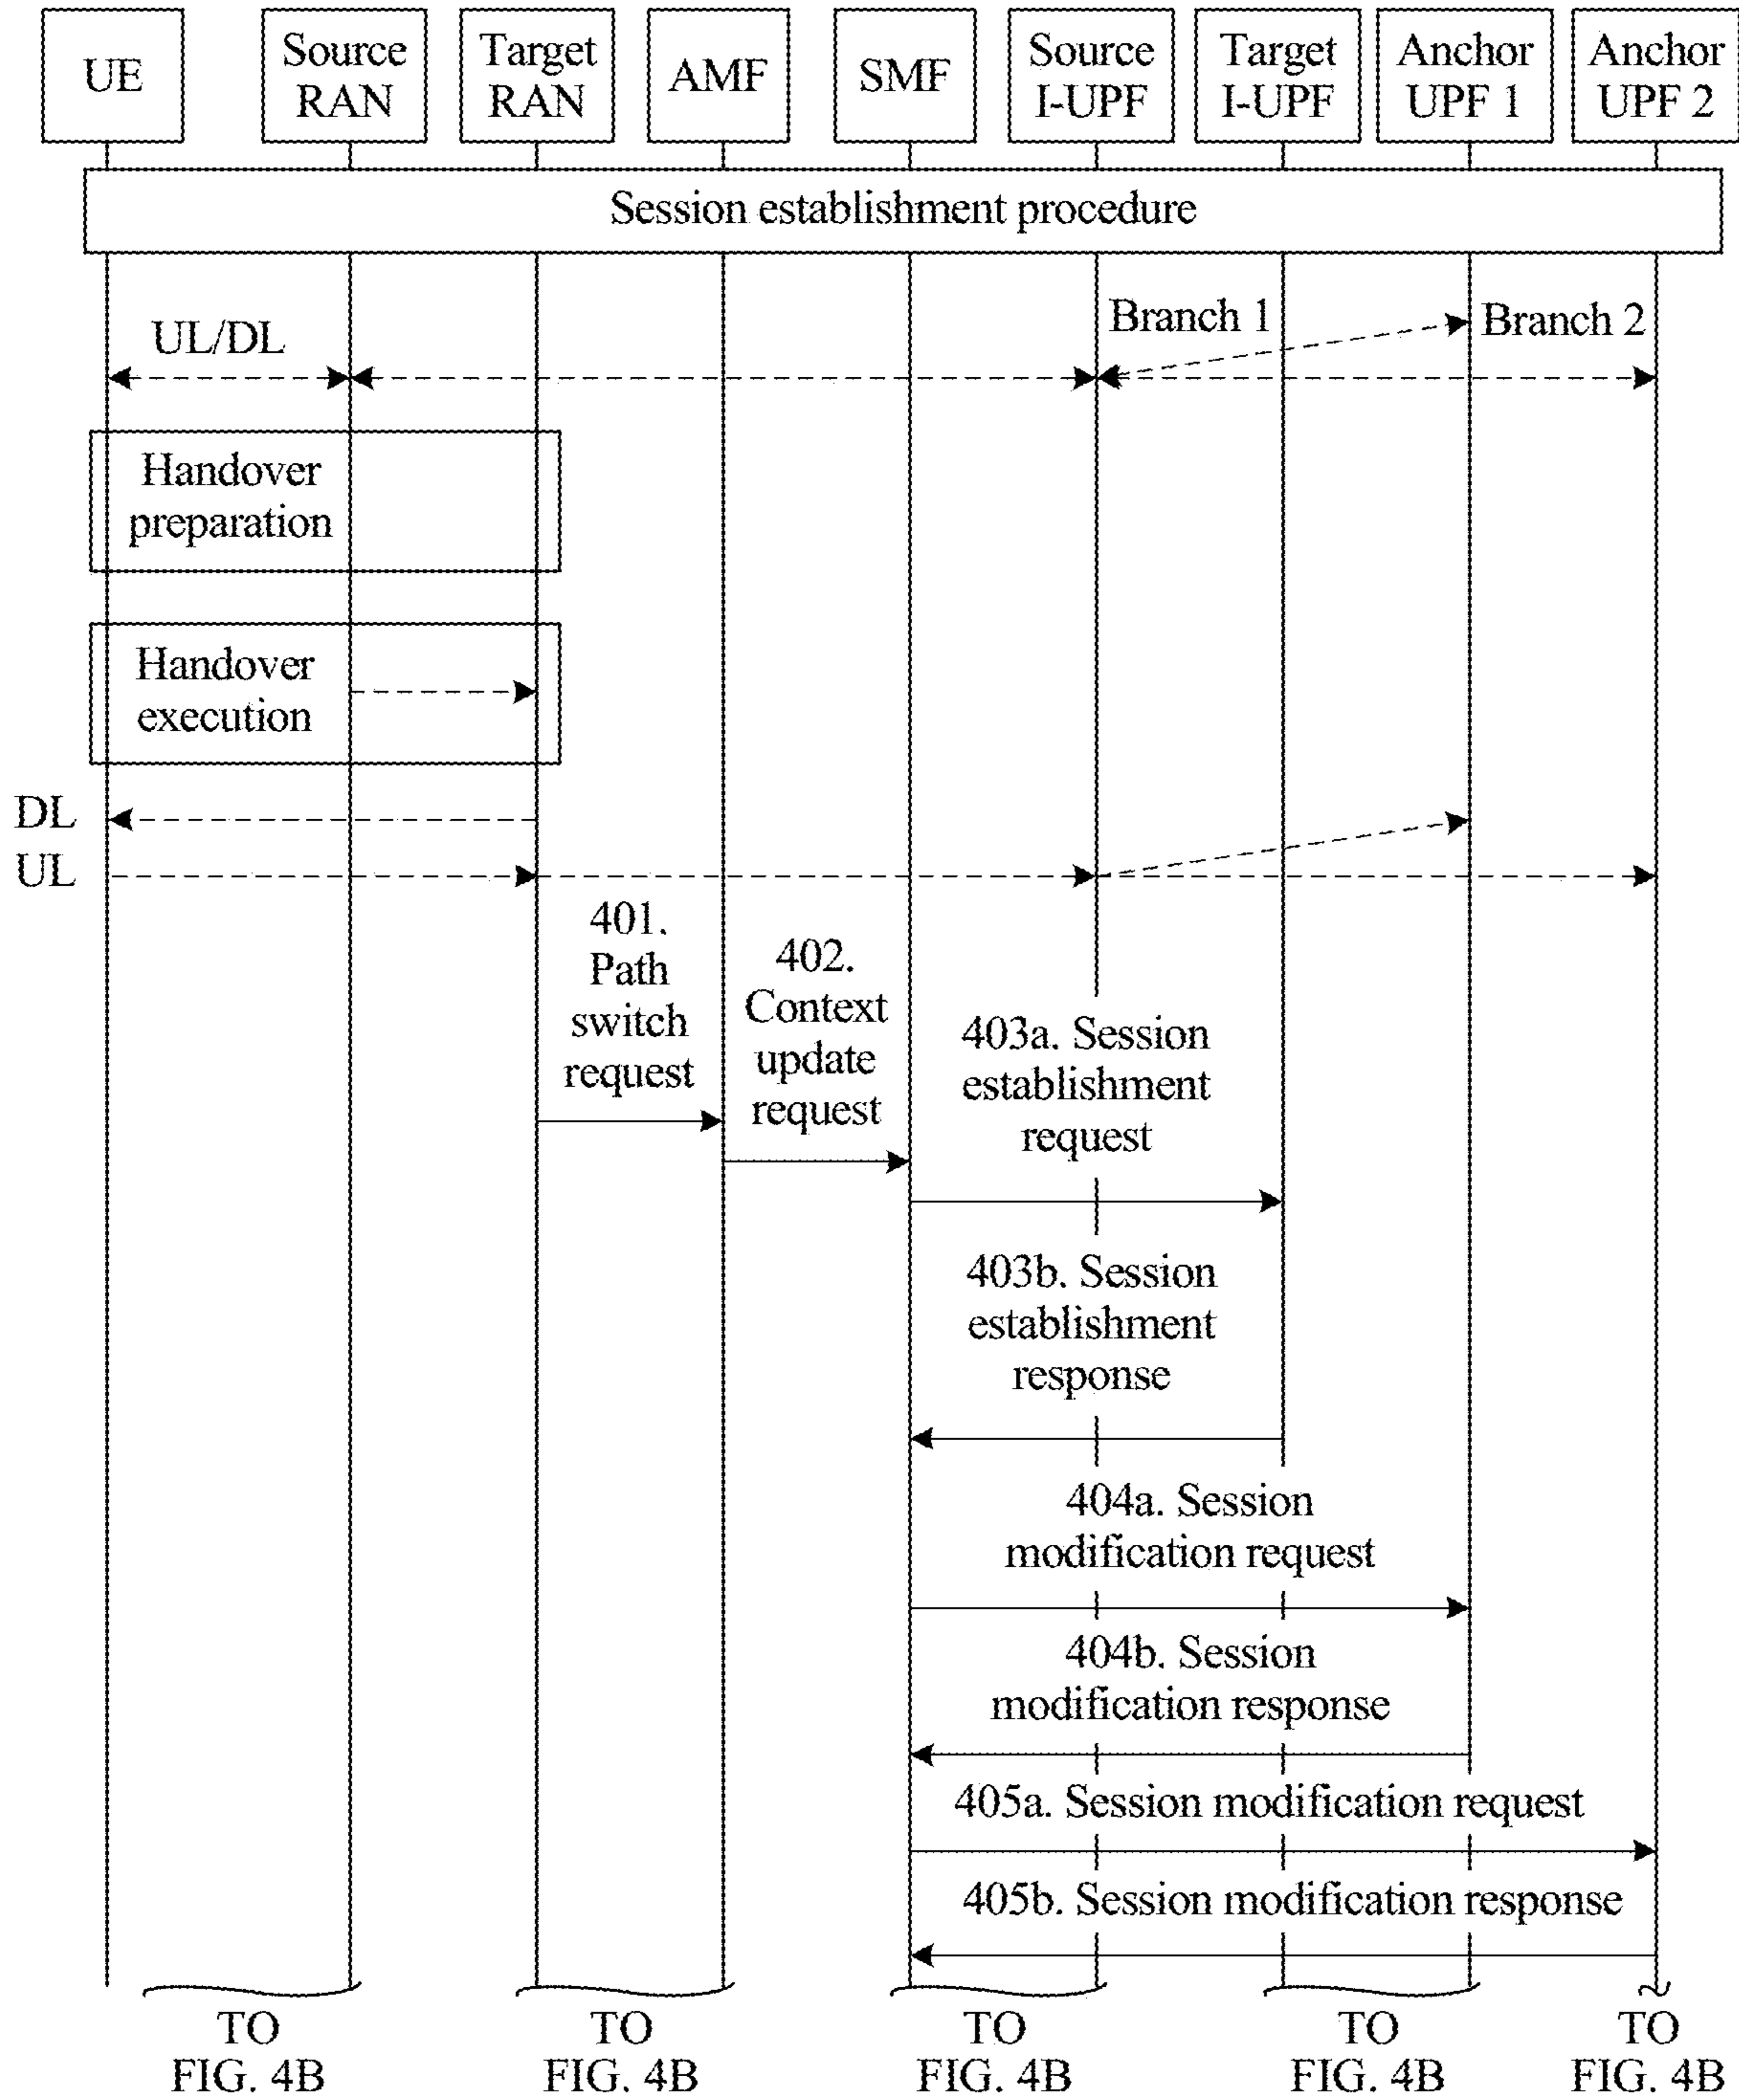 UE
Source
RAN
Target
RAN
AMF
SMF
Source
I-UPF
Target
I-UPF
Anchor
UPF 1
Anchor
UPF 2
Session establishment procedure
UL/DL
Branch 1
Branch 2
Handover
preparation
Handover
execution
DL
UL
401.
Path
switch
request
402.
Context
update
request
403a. Session
establishment
request
403b. Session
establishment
response
404a. Session
modification request
404b. Session
modification response
405a. Session modification request
405b. Session modification response
TO
FIG. 4B
TO
FIG. 4B
TO
FIG. 4B
TO
FIG. 4B
TO
FIG. 4B